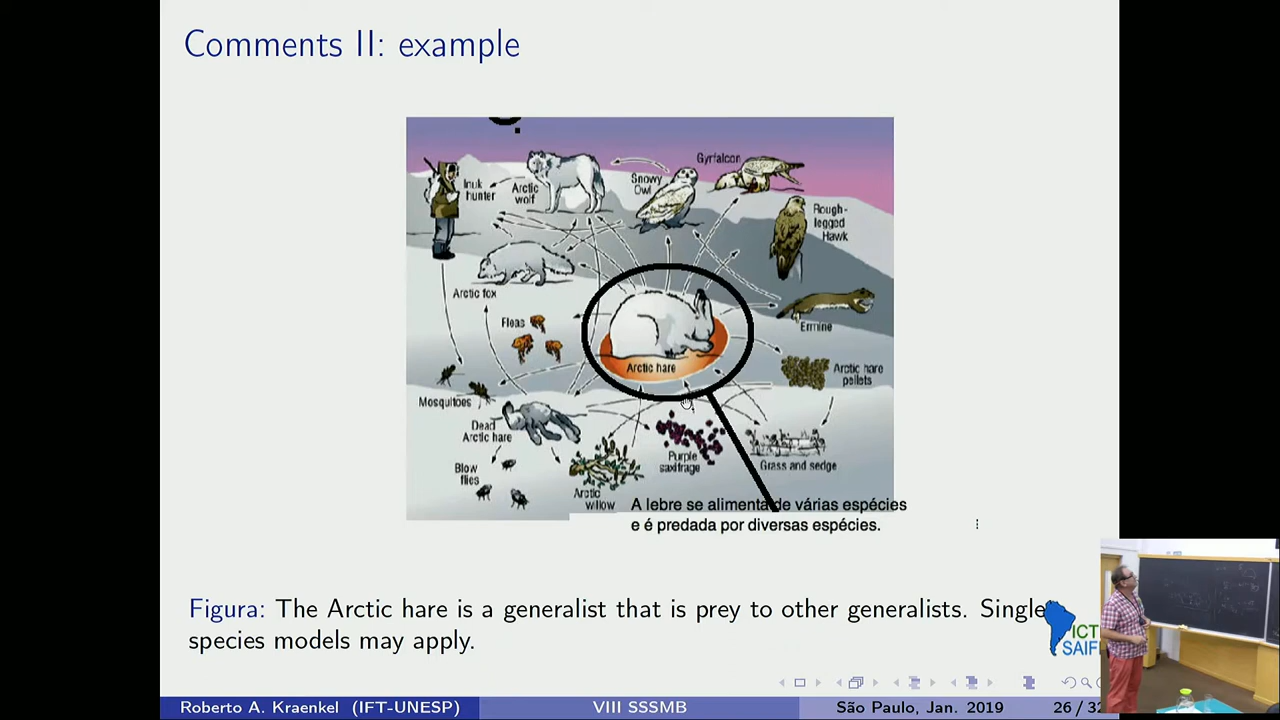 Comments II: example
Gyrfalcon
Inuk
hunter
Arctic
wolf
Snowy
Owl
Rough-
legged
Hawk
Arctic fox
Ermine
Fleas
Arctic hare
Arctic hare
pellets
Mosquitoes
Dead
Arctic hare
Purple
saxifrage
Grass and sedge
Blow
flies
Arctic
willow
A lebre se alimenta de várias espécies
e é predada por diversas espécies.
Figura: The Arctic hare is a generalist that is prey to other generalists. Single
species models may apply.
ICT
SAIF
Roberto A. Kraenkel (IFT-UNESP) VIII SSSMB São Paulo, Jan. 2019 26 / 32